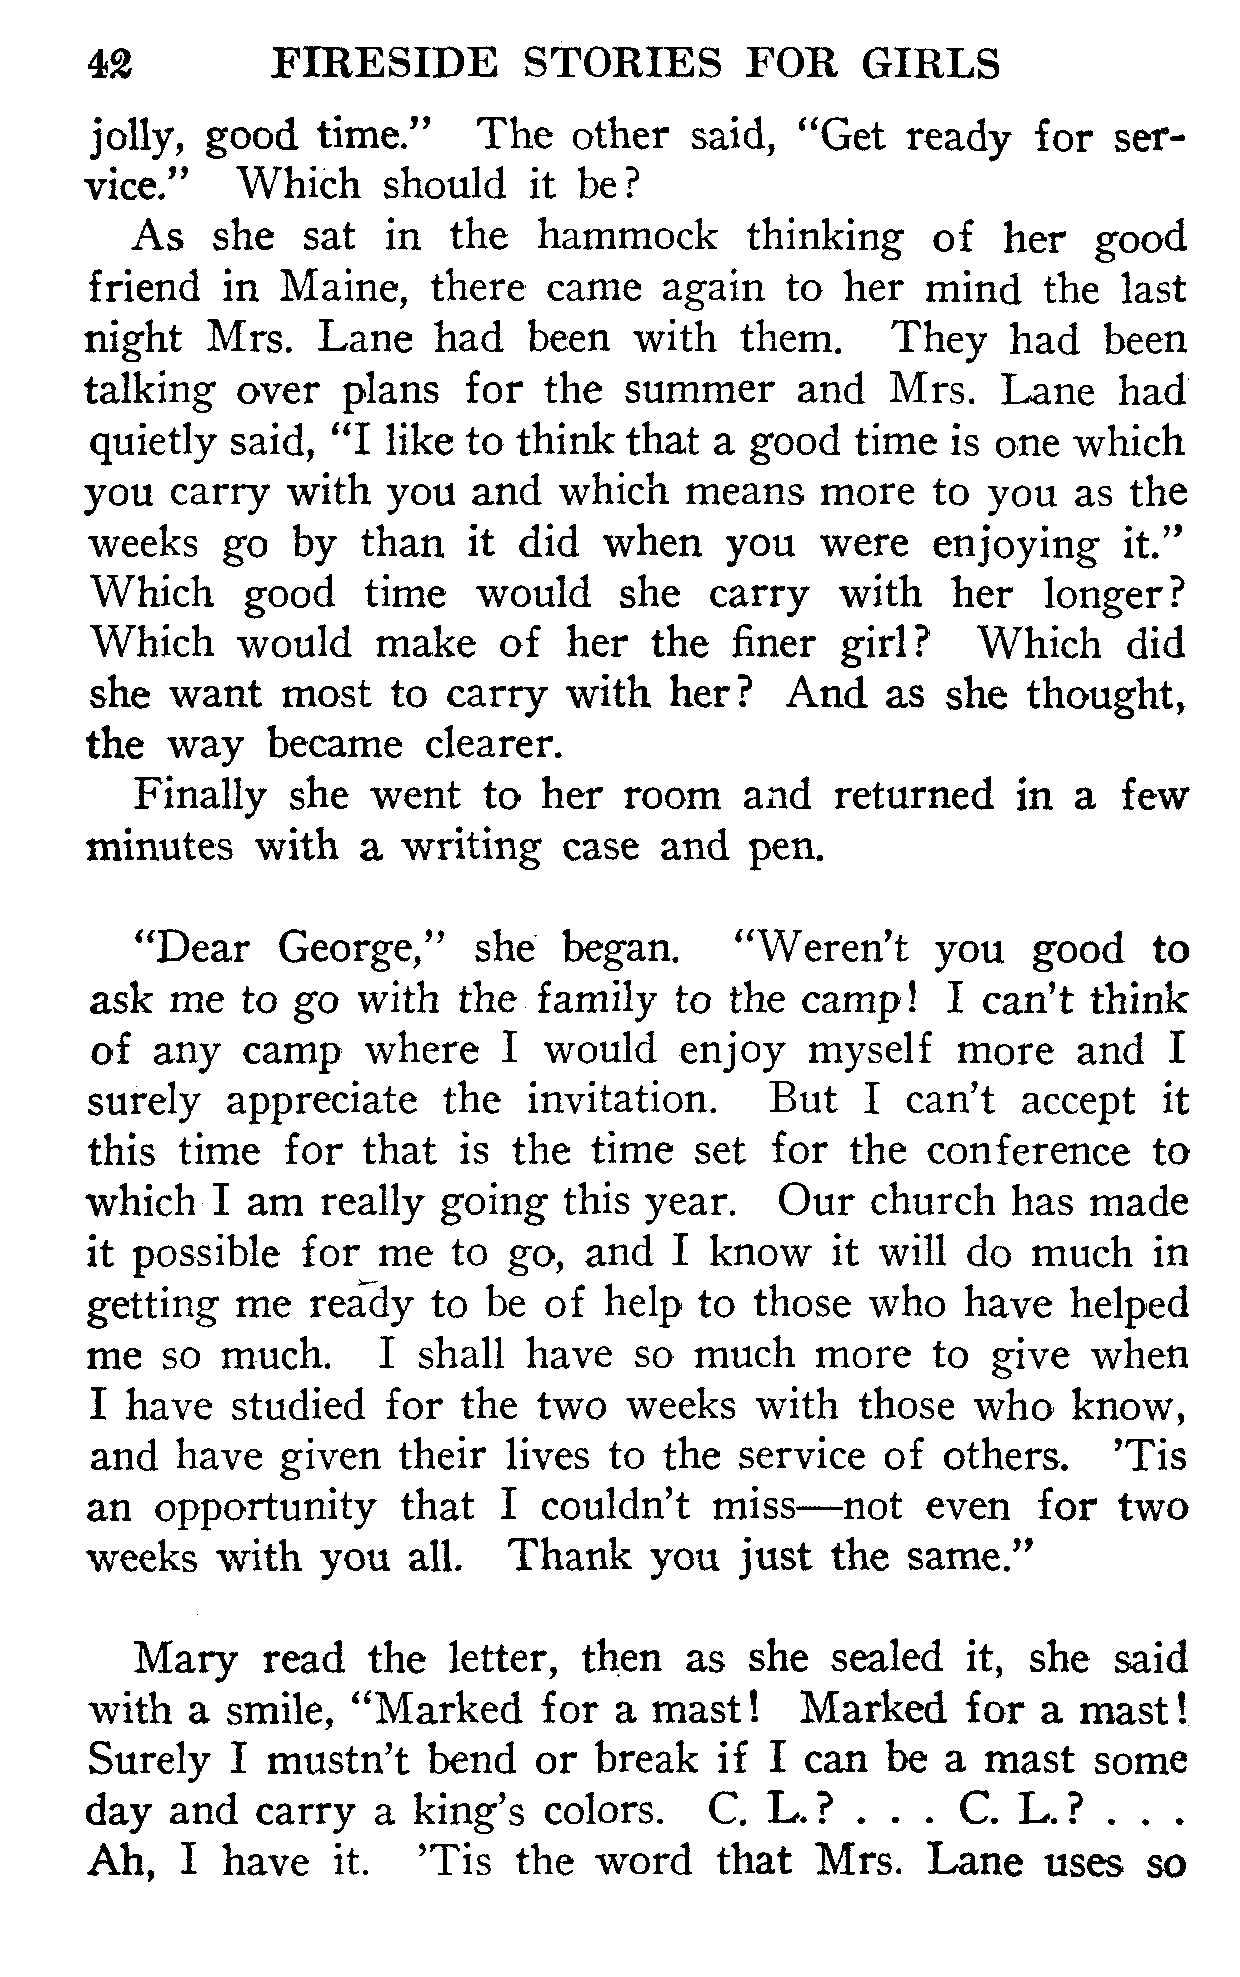 42 FIRESIDE STORIES FOR GIRLS
jolly, good time.” The other said, “Get ready for ser-
vice.” Which should it be?
As she sat in the hammock thinking of her good
friend in Maine, there came again to her mind the last
night Mrs. Lane had been with them. They had been
talking over plans for the summer and Mrs. Lane had
quietly said, “I like to think that a good time is one which
you carry with you and which means more to you as the
weeks go by than it did when you were enjoying it.”
Which good time would she carry with her longer?
Which would make of her the finer girl? Which did
she want most to carry with her? And as she thought,
the way became clearer.
Finally she went to her room and returned in a few
minutes with a writing case and pen.
“Dear George,” she began. “Weren’t you good to
ask me to go with the family to the camp! I can’t think
of any camp where I would enjoy myself more and I
surely appreciate the invitation. But I can’t accept it
this time for that is the time set for the conference to
which I am really going this year. Our church has made
it possible for me to go, and I know it will do much in
getting me ready to be of help to those who have helped
me so much. I shall have so much more to give when
I have studied for the two weeks with those who know,
and have given their lives to the service of others. ’Tis
an opportunity that I couldn’t miss—not even for two
weeks with you all. Thank you just the same.”
Mary read the letter, then as she sealed it, she said
with a smile, “Marked for a mast! Marked for a mast!
Surely I mustn’t bend or break if I can be a mast some
day and carry a king’s colors. C. L.? . . . C. L.? . . .
Ah, I have it. ’Tis the word that Mrs. Lane uses so